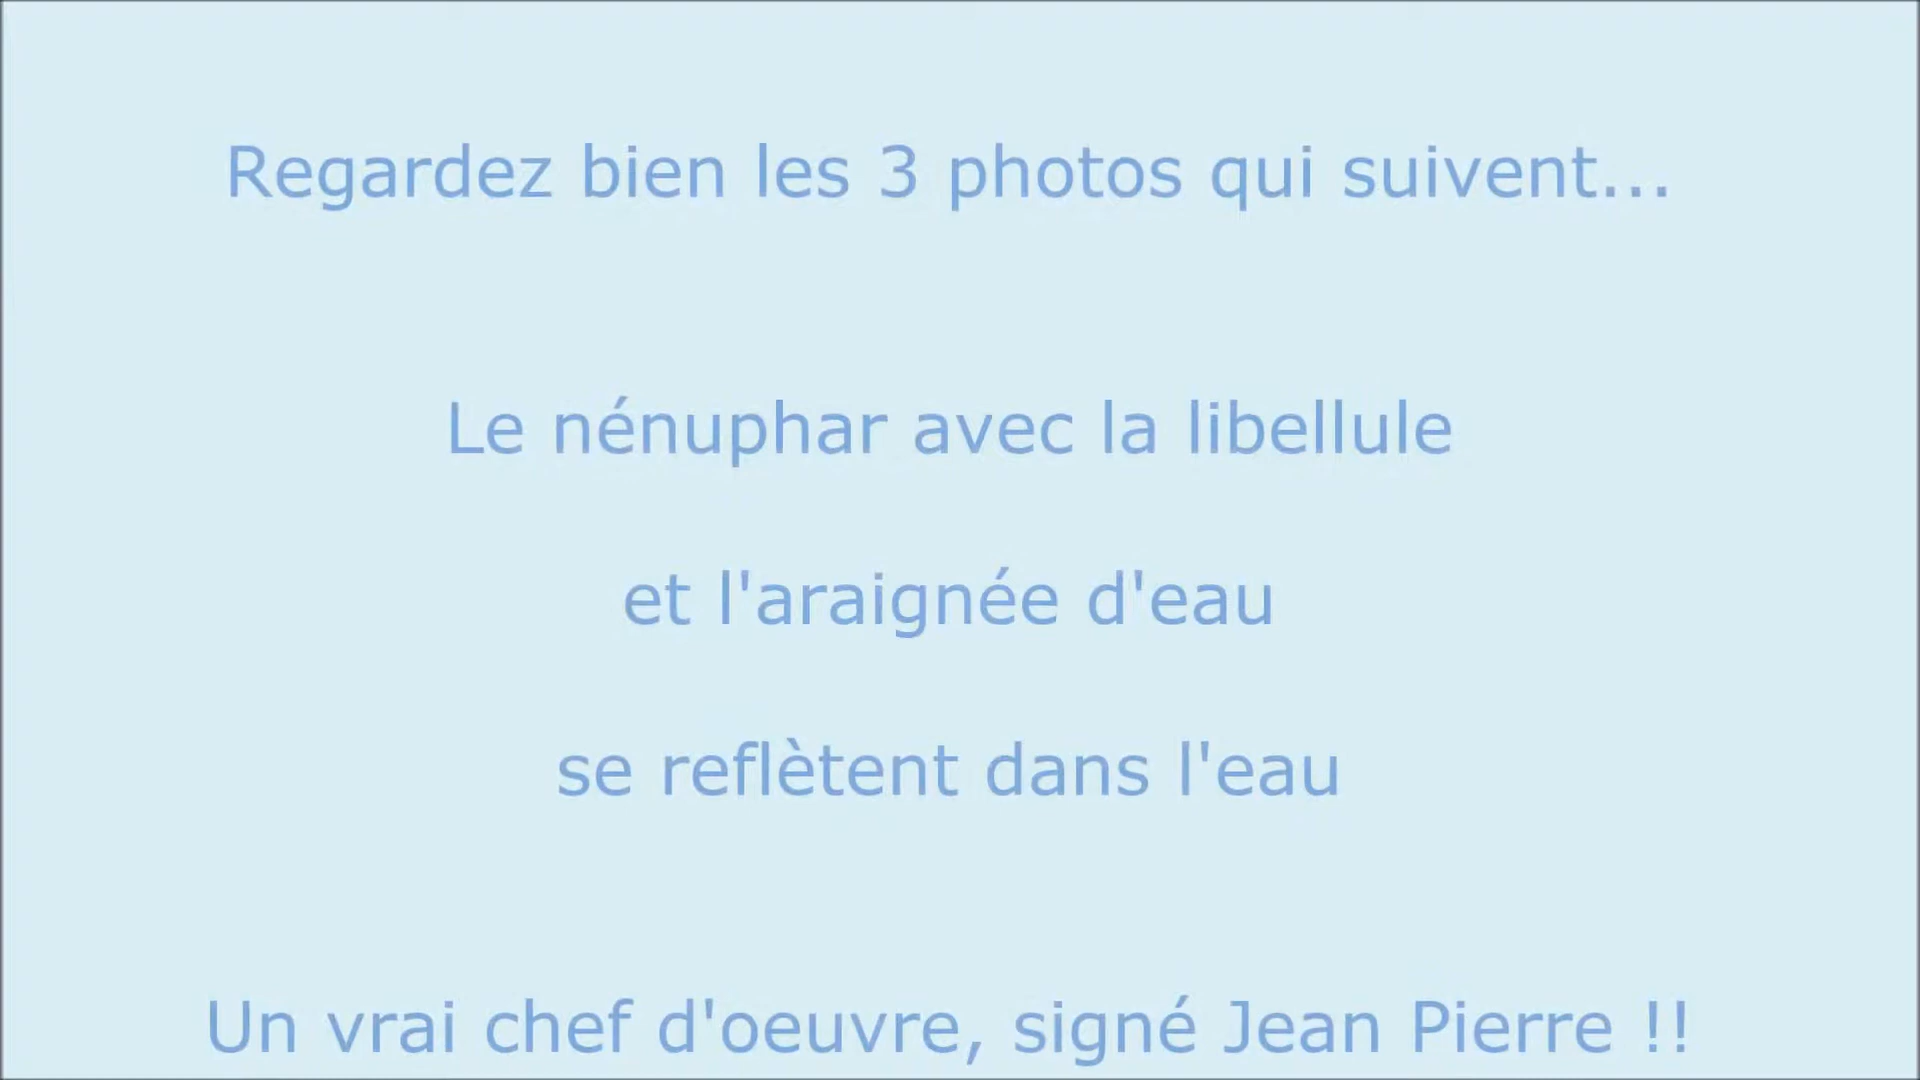 Regardez bien les 3 photos qui suivent...
Le nénuphar avec la libellule
et l'araignée d'eau
se reflètent dans l'eau
Un vrai chef d'oeuvre, signé Jean Pierre !!